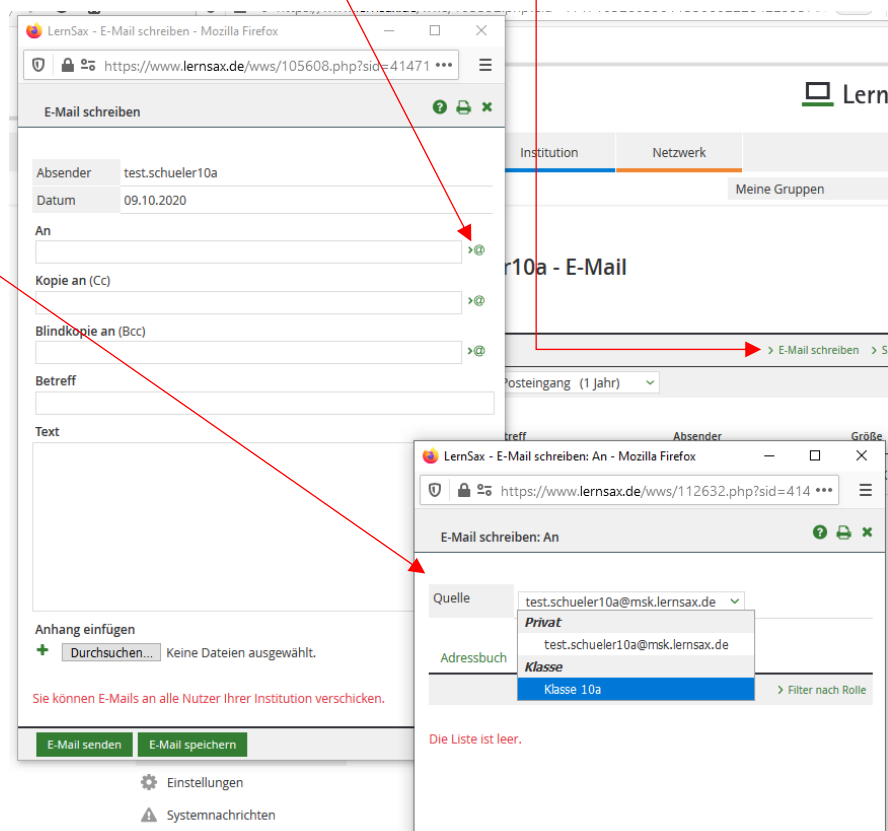 LernSax - E-Mail schreiben - Mozilla Firefox
https://www.lernsax.de/wws/105608.php?sid=41471
E-Mail schreiben
Absender test.schueler10a
Datum 09.10.2020
An
>@
Kopie an (Cc)
>@
Blindkopie an (Bcc)
>@
Betreff
Text
Anhang einfügen
+ Durchsuchen... Keine Dateien ausgewählt.
Sie können E-Mails an alle Nutzer Ihrer Institution verschicken.
E-Mail senden E-Mail speichern
Einstellungen
Systemnachrichten
Lern
Institution Netzwerk
Meine Gruppen
r10a - E-Mail
> E-Mail schreiben > S
Posteingang (1 Jahr)
treff Absender Größe
LernSax - E-Mail schreiben: An - Mozilla Firefox
https://www.lernsax.de/wws/112632.php?sid=414
E-Mail schreiben: An
Quelle test.schueler10a@msk.lernsax.de
Privat
test.schueler10a@msk.lernsax.de
Klasse
Klasse 10a
Adressbuch
> Filter nach Rolle
Die Liste ist leer.